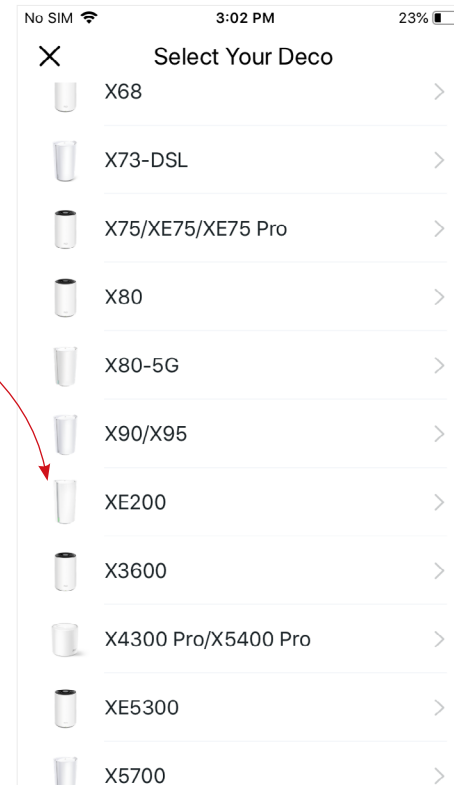 No SIM 3:02 PM 23%
Select Your Deco
X68
X73-DSL
X75/XE75/XE75 Pro
X80
X80-5G
X90/X95
XE200
X3600
X4300 Pro/X5400 Pro
XE5300
X5700